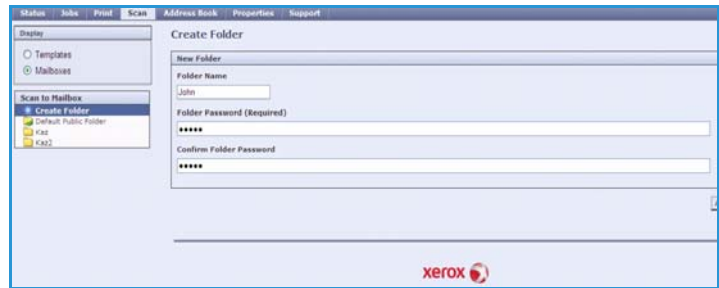 Status Jobs Print Scan Address Book Properties Support
Display
Templates
Mailboxes
Scan to Mailbox
Create Folder
Default Public Folder
Kaz
Kaz2
Create Folder
New Folder
Folder Name
John
Folder Password (Required)
•••••
Confirm Folder Password
•••••
xerox